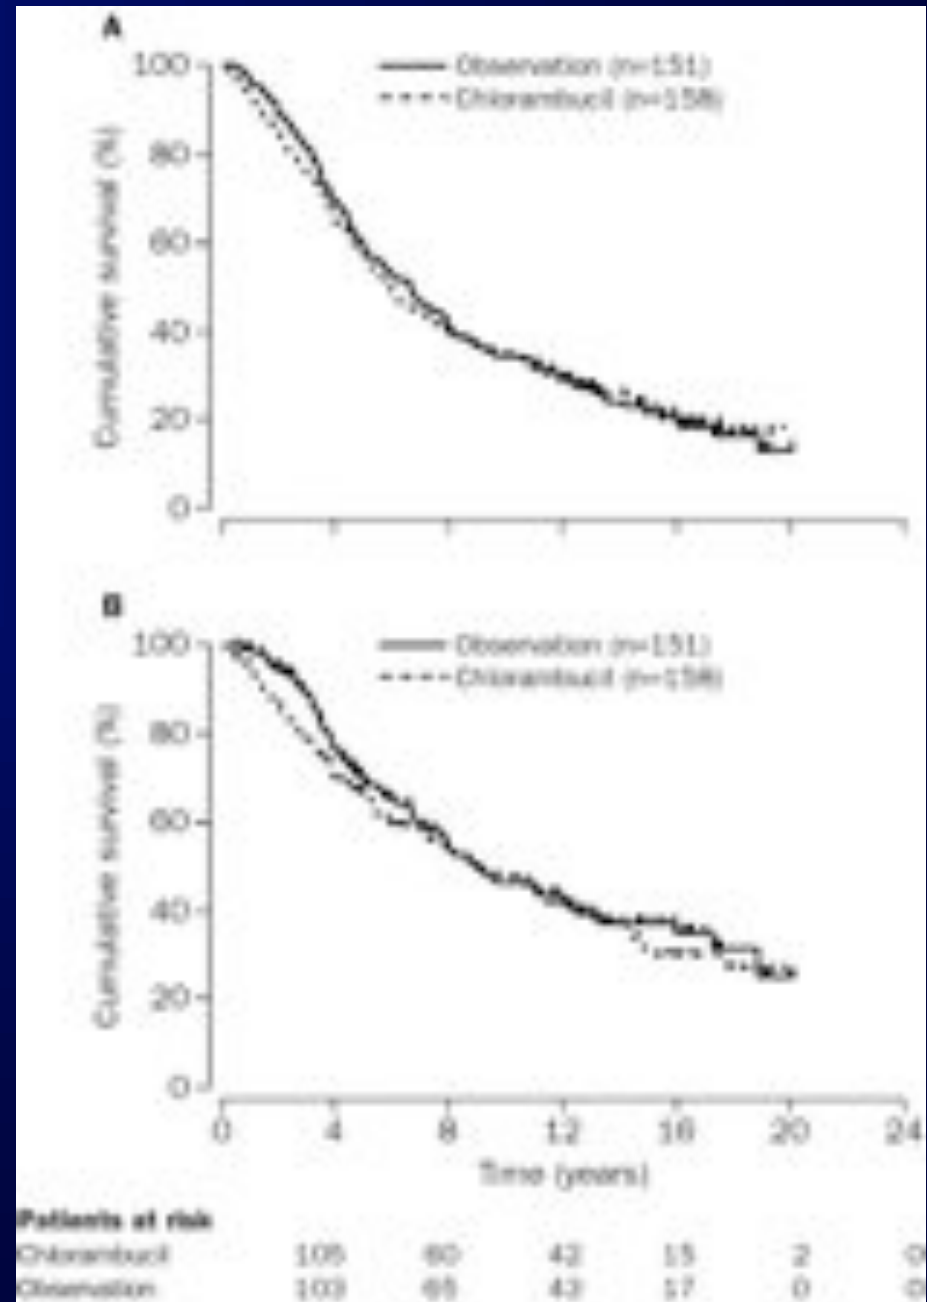 A
100
Observation (n=151)
Chlorambucil (n=158)
80
60
40
20
0
Cumulative survival (%)
B
100
Observation (n=151)
Chlorambucil (n=158)
80
60
40
20
0
Cumulative survival (%)
0 4 8 12 16 20 24
Time (years)
Patients at risk
Chlorambucil 105 60 42 15 2 0
Observation 103 65 43 17 0 0